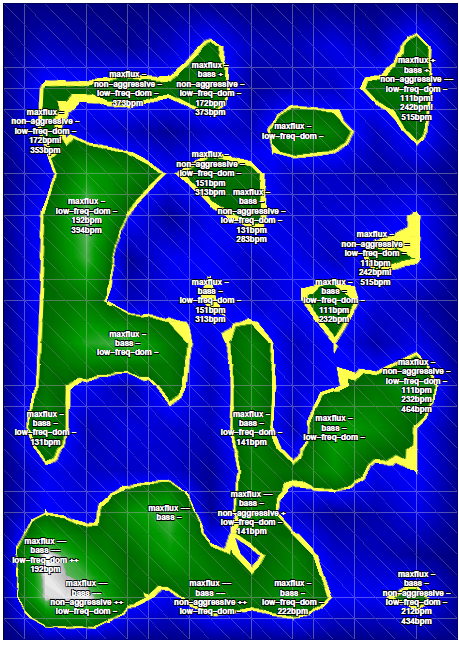 maxflux –
non–aggressive –
low–freq–dom –
373bpm
maxflux –
bass +
non–aggressive –
low–freq–dom –
172bpm
373bpm
maxflux +
bass +
non–aggressive —
low–freq–dom –
111bpm
242bpm
515bpm
maxflux –
non–aggressive –
low–freq–dom –
172bpm
353bpm
maxflux –
low–freq–dom –
maxflux –
non–aggressive –
low–freq–dom –
151bpm
313bpm
maxflux –
bass –
non–aggressive –
low–freq–dom –
131bpm
283bpm
maxflux –
low–freq–dom –
192bpm
394bpm
maxflux –
non–aggressive –
low–freq–dom –
111bpm
242bpm
515bpm
maxflux –
bass –
low–freq–dom –
151bpm
313bpm
maxflux –
bass –
low–freq–dom –
111bpm
232bpm
maxflux –
bass –
low–freq–dom –
maxflux –
non–aggressive –
low–freq–dom –
111bpm
232bpm
464bpm
maxflux –
bass –
low–freq–dom –
131bpm
maxflux –
bass –
low–freq–dom –
141bpm
maxflux –
bass –
low–freq–dom –
maxflux —
bass –
maxflux —
bass —
non–aggressive +
low–freq–dom –
141bpm
maxflux —
bass —
low–freq–dom ++
192bpm
maxflux —
bass —
non–aggressive ++
low–freq–dom –
maxflux —
bass —
non–aggressive ++
low–freq–dom –
maxflux –
bass –
low–freq–dom –
222bpm
maxflux –
bass –
low–freq–dom –
212bpm
434bpm